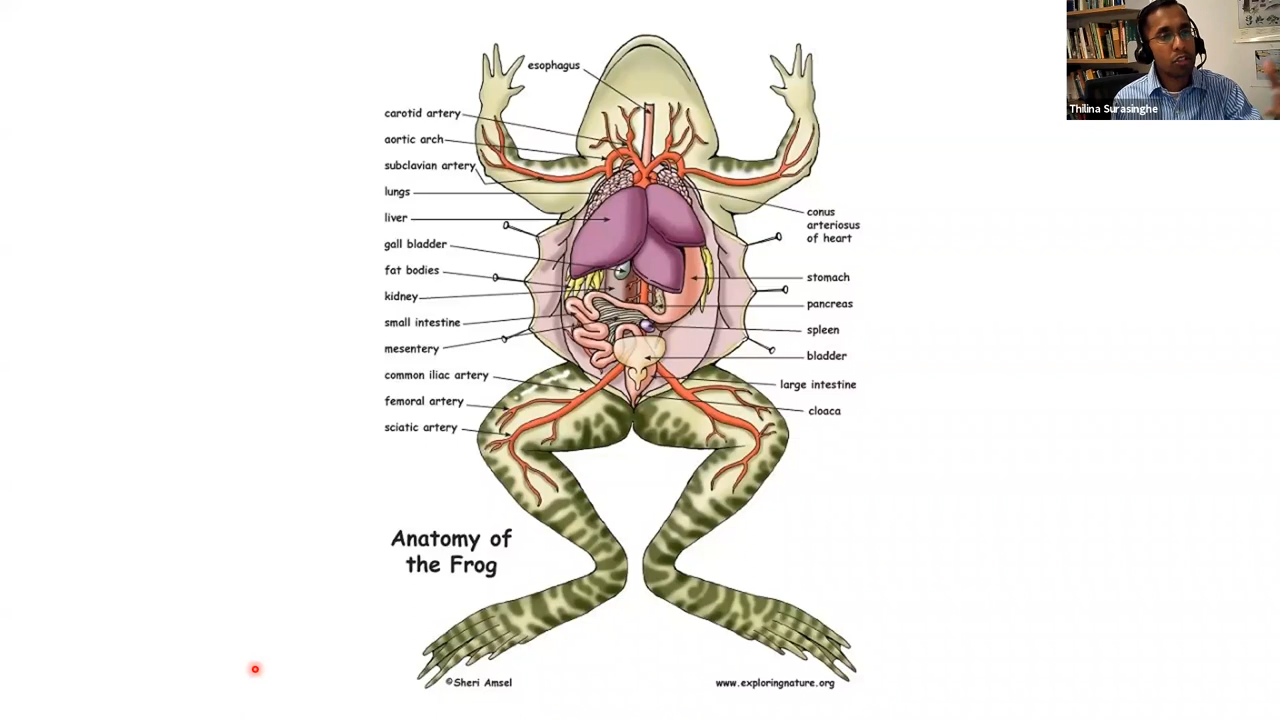 Thilina Surasinghe
esophagus
carotid artery
aortic arch
subclavian artery
lungs
liver
gall bladder
fat bodies
kidney
small intestine
mesentery
common iliac artery
femoral artery
sciatic artery
conus
arteriosus
of heart
stomach
pancreas
spleen
bladder
large intestine
cloaca
Anatomy of
the Frog
©Sheri Amsel
www.exploringnature.org